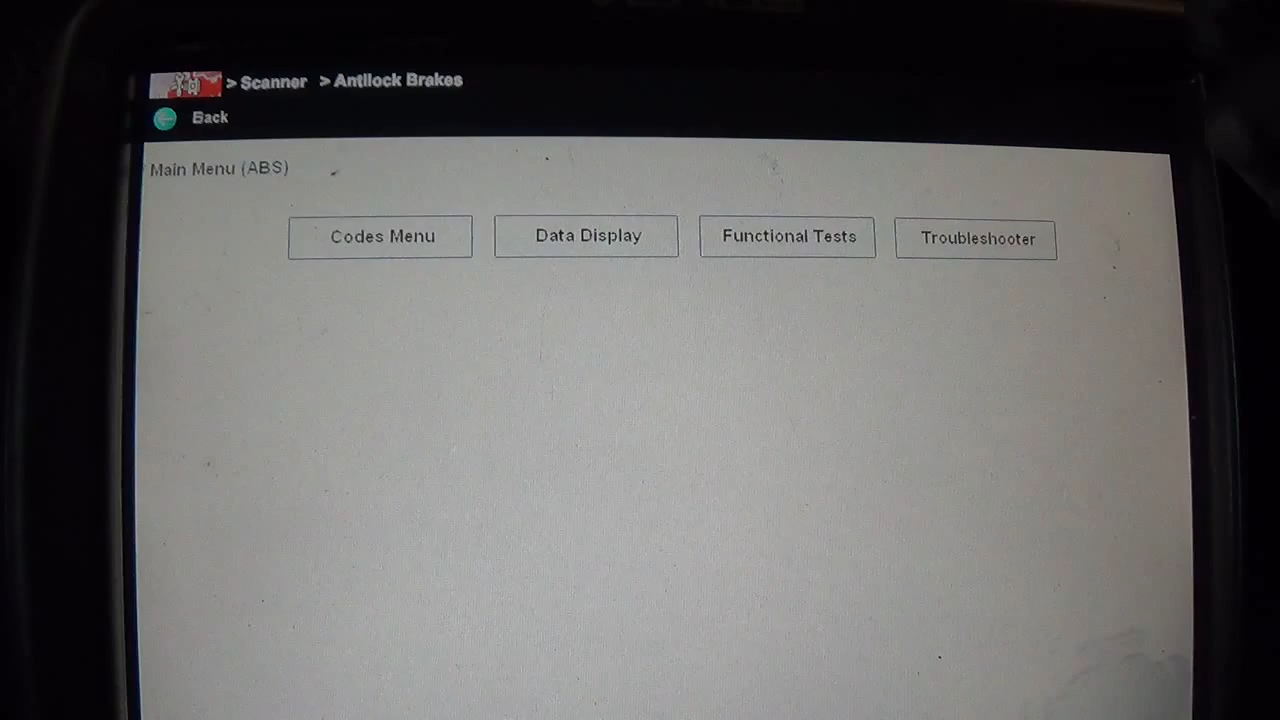 > Scanner > Antilock Brakes
Back
Main Menu (ABS)
Codes Menu Data Display Functional Tests Troubleshooter